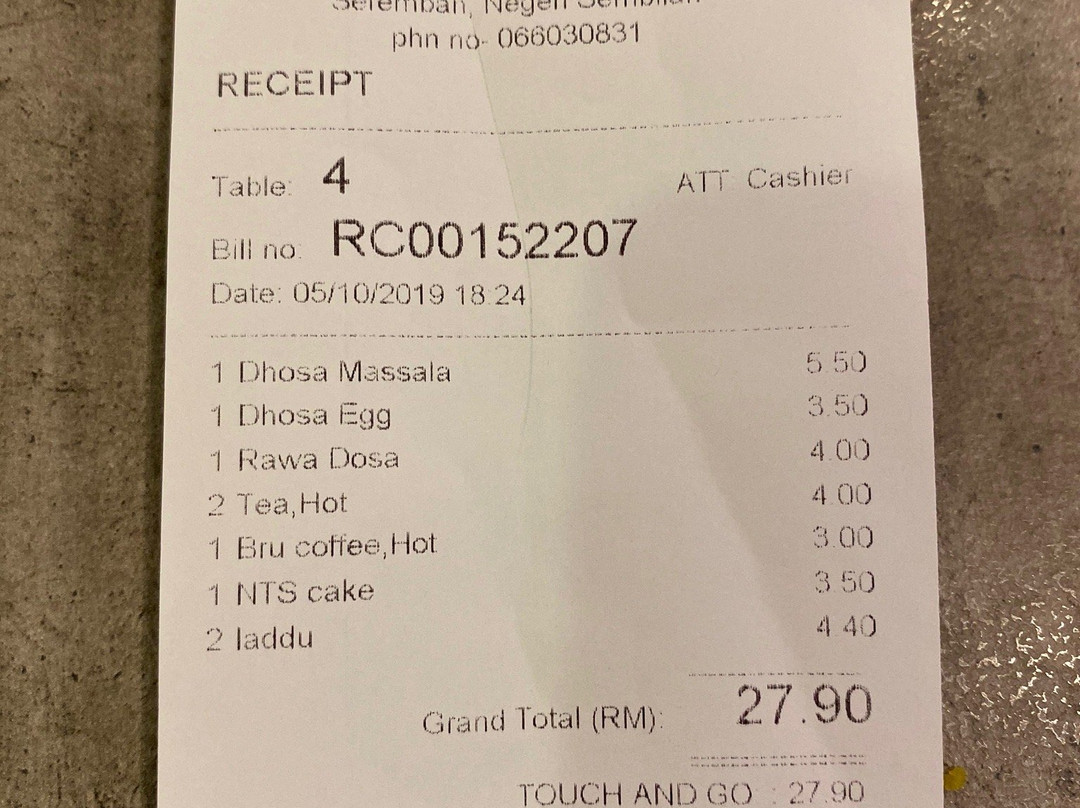 Seremban, Negeri Sembilan
phn no- 066030831
RECEIPT
Table: 4 ATT Cashier
Bill no: RC00152207
Date: 05/10/2019 18:24
1 Dhosa Massala 5.50
1 Dhosa Egg 3.50
1 Rawa Dosa 4.00
2 Tea,Hot 4.00
1 Bru coffee,Hot 3.00
1 NTS cake 3.50
2 laddu 4.40
Grand Total (RM): 27.90
TOUCH AND GO : 27.90